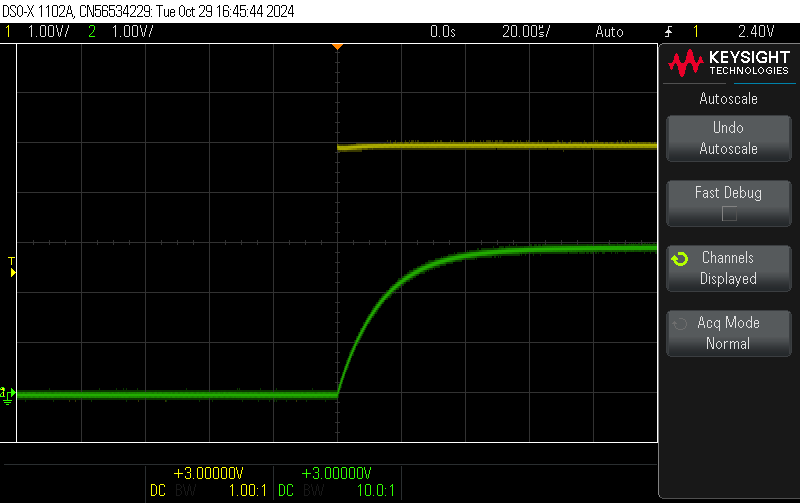 DSO-X 1102A, CN56534229: Tue Oct 29 16:45:44 2024
1 1.00V/ 2 1.00V/ 0.0s 20.00us/ Auto 1 2.40V
KEYSIGHT
TECHNOLOGIES
Autoscale
Undo
Autoscale
Fast Debug
Channels
Displayed
Acq Mode
Normal
T
2
+3.00000V +3.00000V
DC BW 1.00:1 DC BW 10.0:1